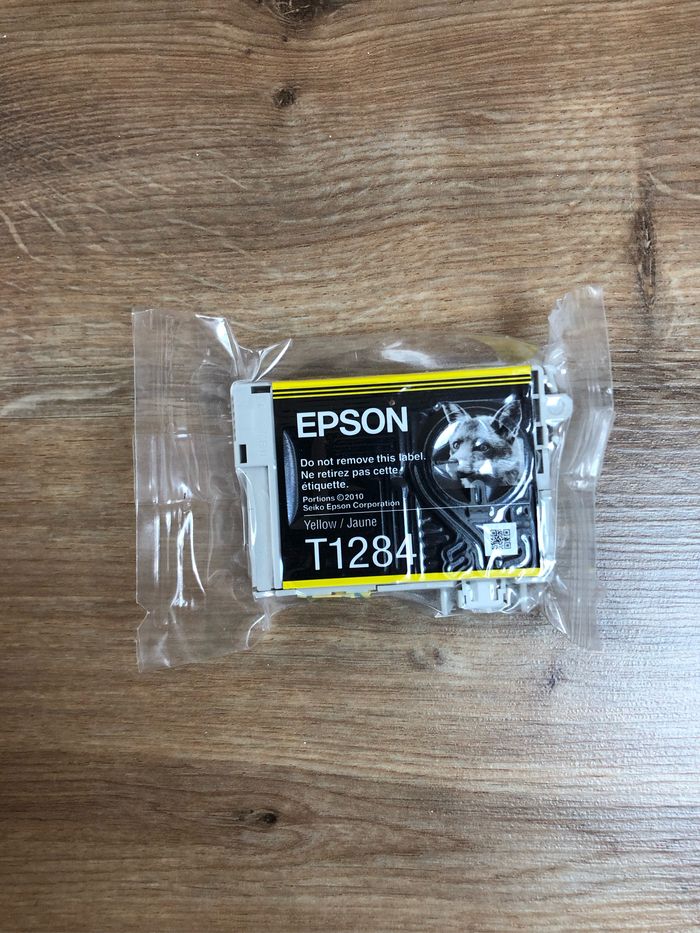 EPSON
Do not remove this label.
Ne retirez pas cette
étiquette.
Portions ©2010
Seiko Epson Corporation
Yellow / Jaune
T1284